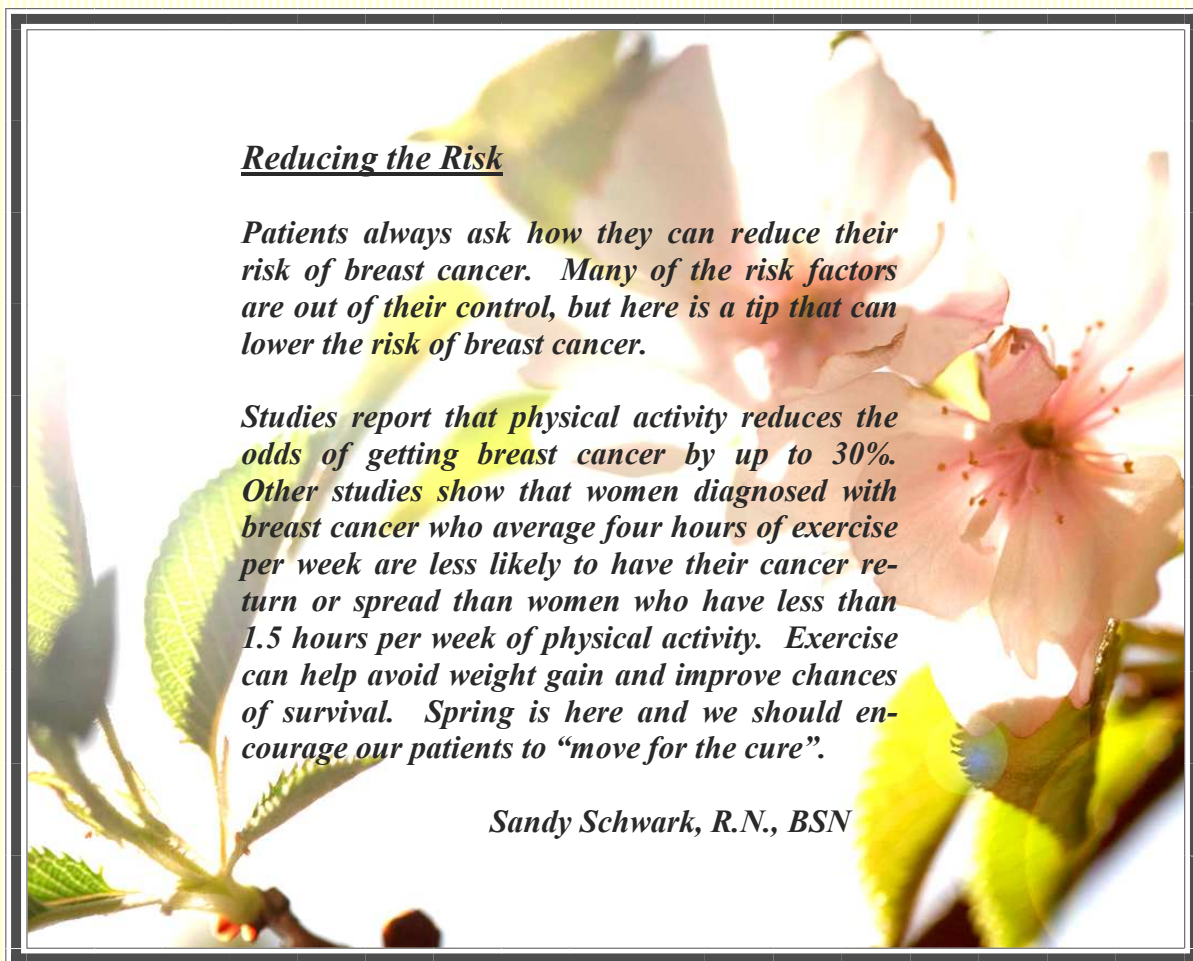 Reducing the Risk
Patients always ask how they can reduce their
risk of breast cancer. Many of the risk factors
are out of their control, but here is a tip that can
lower the risk of breast cancer.
Studies report that physical activity reduces the
odds of getting breast cancer by up to 30%.
Other studies show that women diagnosed with
breast cancer who average four hours of exercise
per week are less likely to have their cancer re-
turn or spread than women who have less than
1.5 hours per week of physical activity. Exercise
can help avoid weight gain and improve chances
of survival. Spring is here and we should en-
courage our patients to “move for the cure”.
Sandy Schwark, R.N., BSN